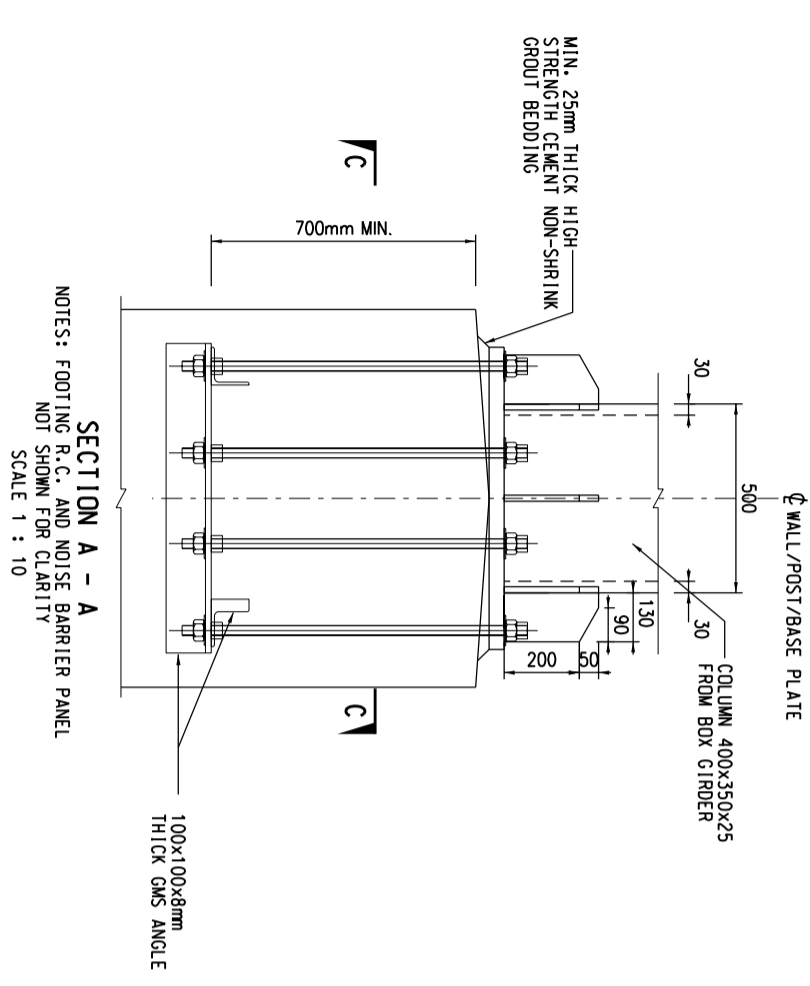 ℄ WALL/POST/BASE PLATE
500
30
30
COLUMN 400x350x25
FROM BOX GIRDER
130
90
200
50
MIN. 25mm THICK HIGH
STRENGTH CEMENT NON-SHRINK
GROUT BEDDING
C
C
700mm MIN.
100x100x8mm
THICK GMS ANGLE
SECTION A - A
NOTES: FOOTING R.C. AND NOISE BARRIER PANEL
NOT SHOWN FOR CLARITY
SCALE 1 : 10